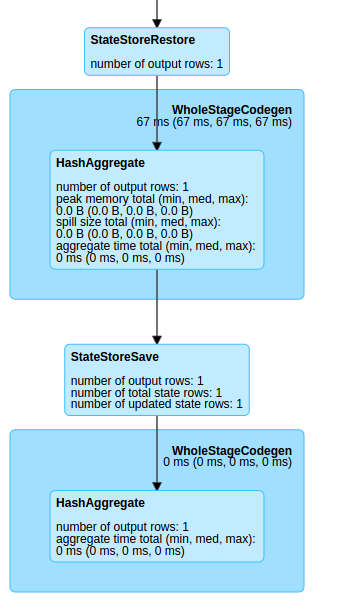 StateStoreRestore
number of output rows: 1
WholeStageCodegen
67 ms (67 ms, 67 ms, 67 ms)
HashAggregate
number of output rows: 1
peak memory total (min, med, max):
0.0 B (0.0 B, 0.0 B, 0.0 B)
spill size total (min, med, max):
0.0 B (0.0 B, 0.0 B, 0.0 B)
aggregate time total (min, med, max):
0 ms (0 ms, 0 ms, 0 ms)
StateStoreSave
number of output rows: 1
number of total state rows: 1
number of updated state rows: 1
WholeStageCodegen
0 ms (0 ms, 0 ms, 0 ms)
HashAggregate
number of output rows: 1
aggregate time total (min, med, max):
0 ms (0 ms, 0 ms, 0 ms)